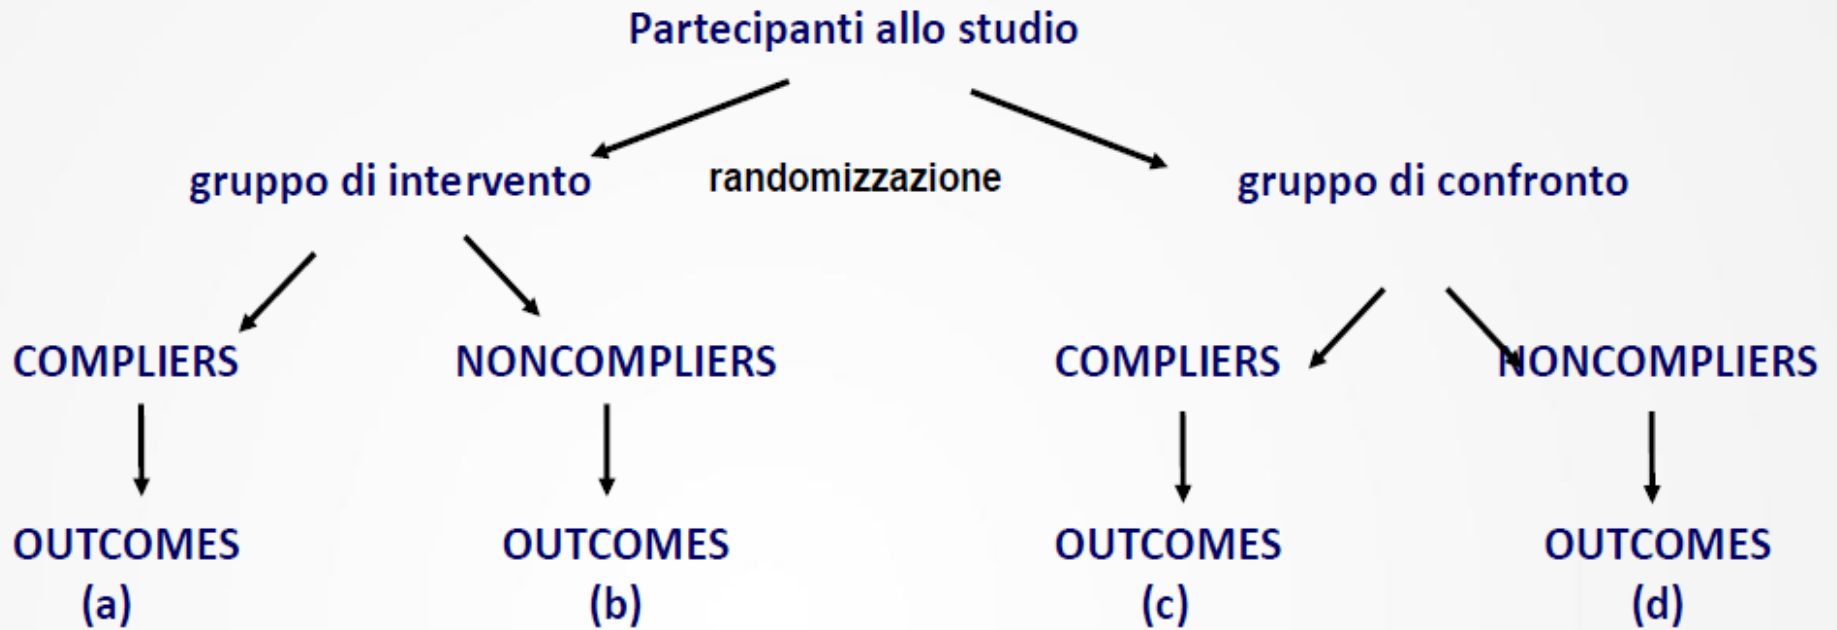 Partecipanti allo studio
gruppo di intervento randomizzazione gruppo di confronto
COMPLIERS NONCOMPLIERS COMPLIERS NONCOMPLIERS
OUTCOMES OUTCOMES OUTCOMES OUTCOMES
(a) (b) (c) (d)